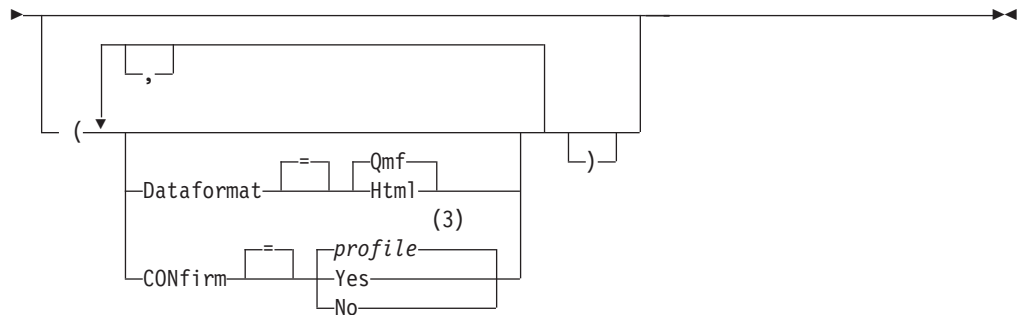 ,
(
)
= Qmf
Dataformat Html
(3)
= profile
CONfirm Yes
No